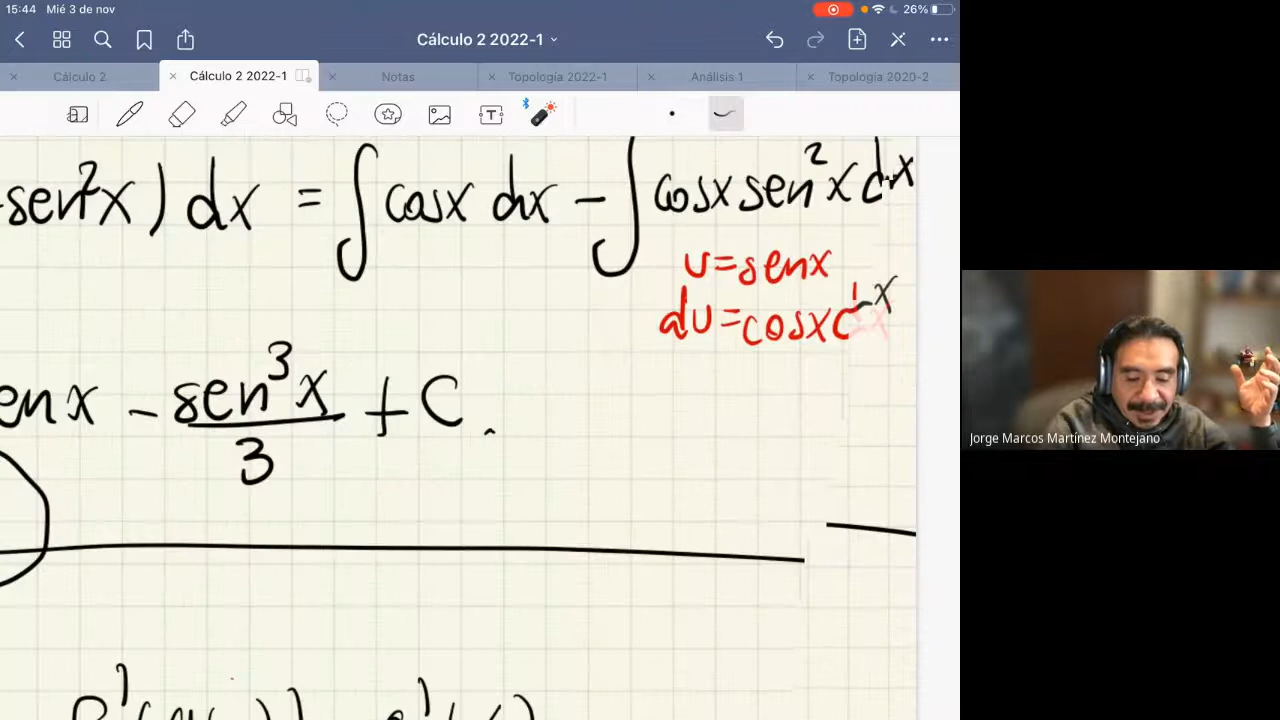 15:44 Mié 3 de nov 26%
Cálculo 2 2022-1
Cálculo 2 Cálculo 2 2022-1 Notas Topología 2022-1 Análisis 1 Topología 2020-2
sen²x) dx = ∫ cosx dx - ∫ cosx sen²x dx
u=senx
du=cosx dx
enx - sen³x/3 + C.
Jorge Marcos Martínez Montejano